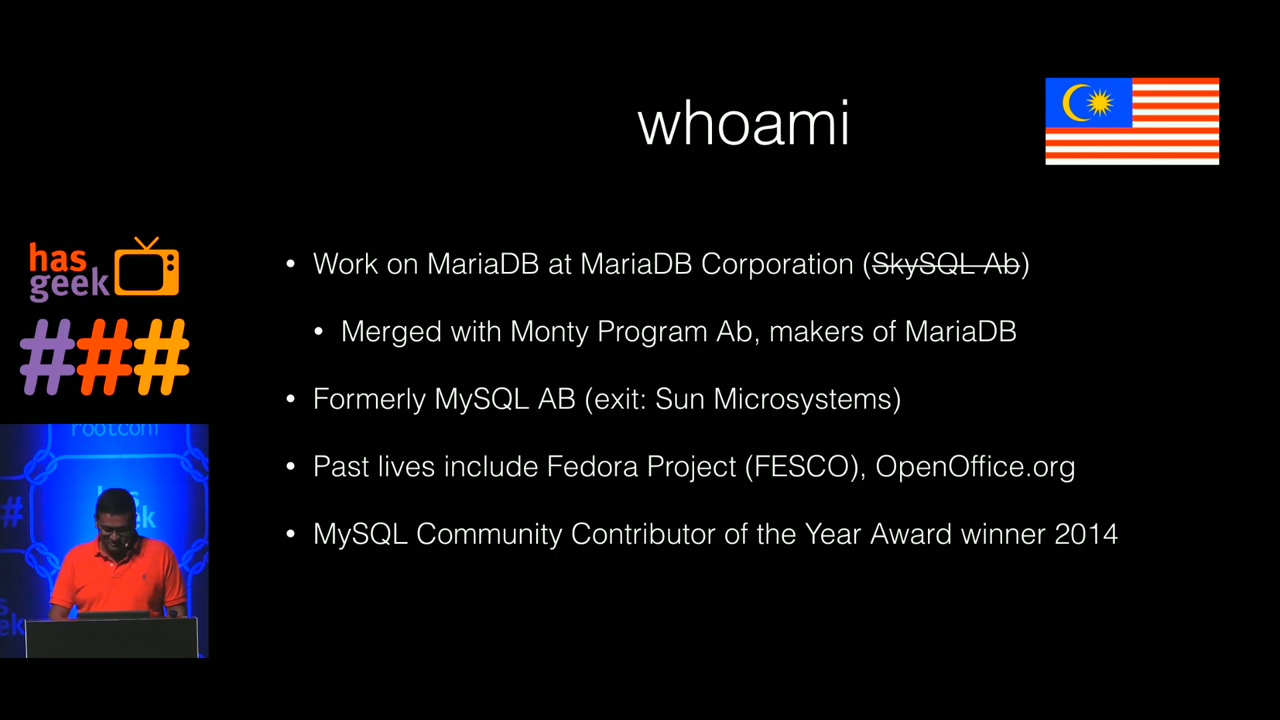 whoami
has
geek
###
• Work on MariaDB at MariaDB Corporation (SkySQL Ab)
• Merged with Monty Program Ab, makers of MariaDB
• Formerly MySQL AB (exit: Sun Microsystems)
• Past lives include Fedora Project (FESCO), OpenOffice.org
• MySQL Community Contributor of the Year Award winner 2014
rootconf
has
#